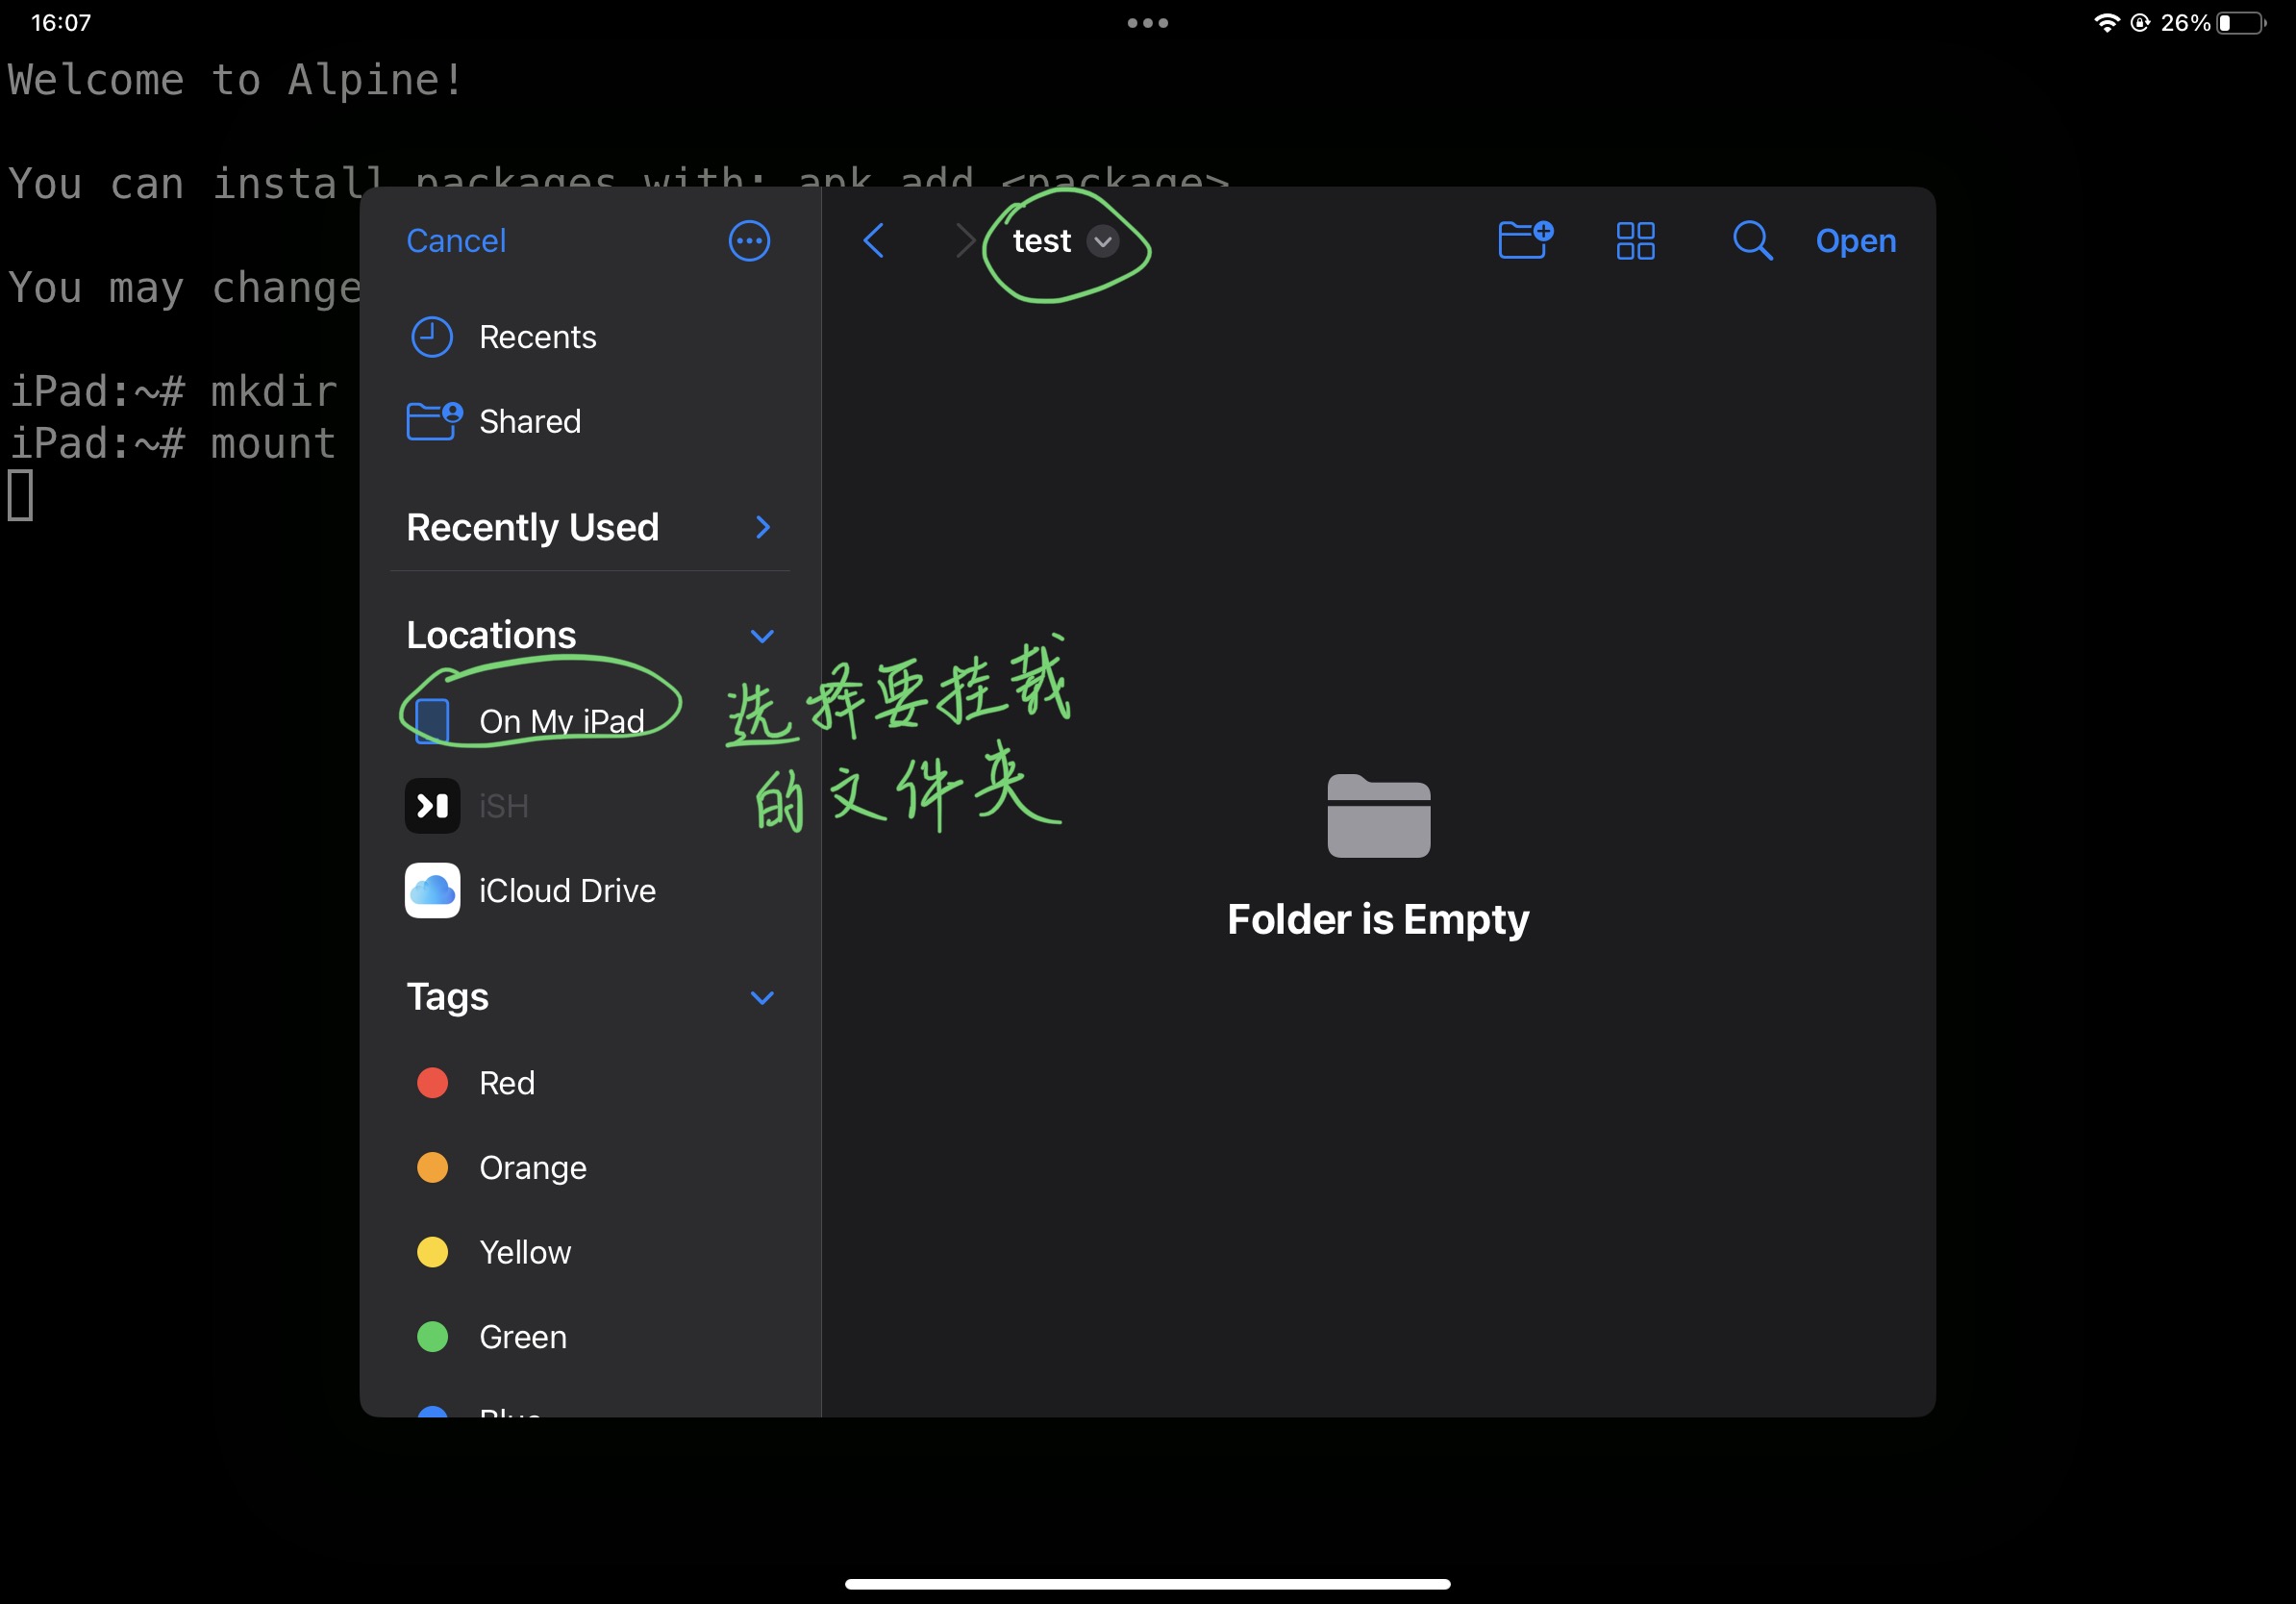 16:07
26%
Welcome to Alpine!
You can install packages with: apk add <package>
You may change
iPad:~# mkdir
iPad:~# mount
Cancel
Recents
Shared
Recently Used
Locations
On My iPad
iSH
iCloud Drive
Tags
Red
Orange
Yellow
Green
Blue
test
Open
选择要挂载
的文件夹
Folder is Empty